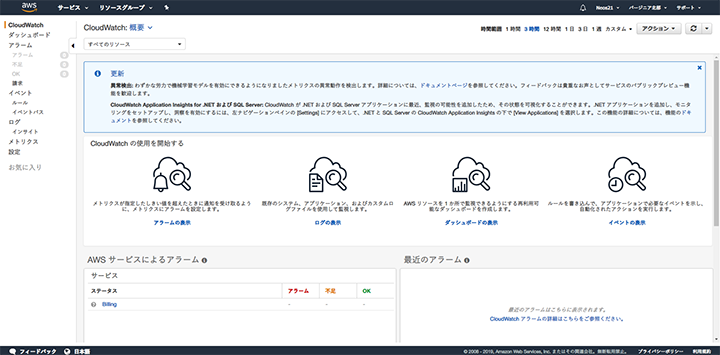 aws サービス リソースグループ Noos21 バージニア北部 サポート
CloudWatch
ダッシュボード
アラーム
アラーム 0
不足 0
OK 0
請求
イベント
ルール
イベントバス
ログ
インサイト
メトリクス
設定
お気に入り
CloudWatch: 概要
時間範囲 1 時間 3 時間 12 時間 1 日 3 日 1 週 カスタム アクション
すべてのリソース
更新
異常検出: わずかな労力で機械学習モデルを有効にできるようになりましたメトリクスの異常動作を検出します。詳細については、ドキュメントページを参照してください。フィードバックは貴重なお声としてサービスのパブリックプレビュー機
能を歓迎します。
CloudWatch Application Insights for .NET および SQL Server: CloudWatch が .NET および SQL Server アプリケーションに最近、監視の可能性を追加したため、その状態を可視化することができます。.NET アプリケーションを追加し、モニタ
リングをセットアップし、洞察を有効にするには、左ナビゲーションペインの [Settings] にアクセスして、.NET と SQL Server の CloudWatch Application Insights の下で [View Applications] を選択します。この機能の詳細については、機能のドキ
ュメントを参照してください。
CloudWatch の使用を開始する
メトリクスが指定したしきい値を超えたときに通知を受け取るよう
に、メトリクスにアラームを設定します。
アラームの表示
既存のシステム、アプリケーション、およびカスタムロ
グファイルを使用して監視します。
ログの表示
AWS リソースを 1 か所で監視できるようにする再利用可
能なダッシュボードを作成します。
ダッシュボードの表示
ルールを書き込んで、アプリケーションで必要なイベントを示し、
自動化されたアクションを実行します。
イベントの表示
AWS サービスによるアラーム
サービス
ステータス アラーム 不足 OK
Billing - - -
最近のアラーム
最近のアラームはこちらに表示されます。
CloudWatch アラームの詳細はこちらをご参照ください。
フィードバック 日本語 © 2008 - 2019, Amazon Web Services, Inc. またはその関連会社。無断転載禁止。 プライバシーポリシー 利用規約